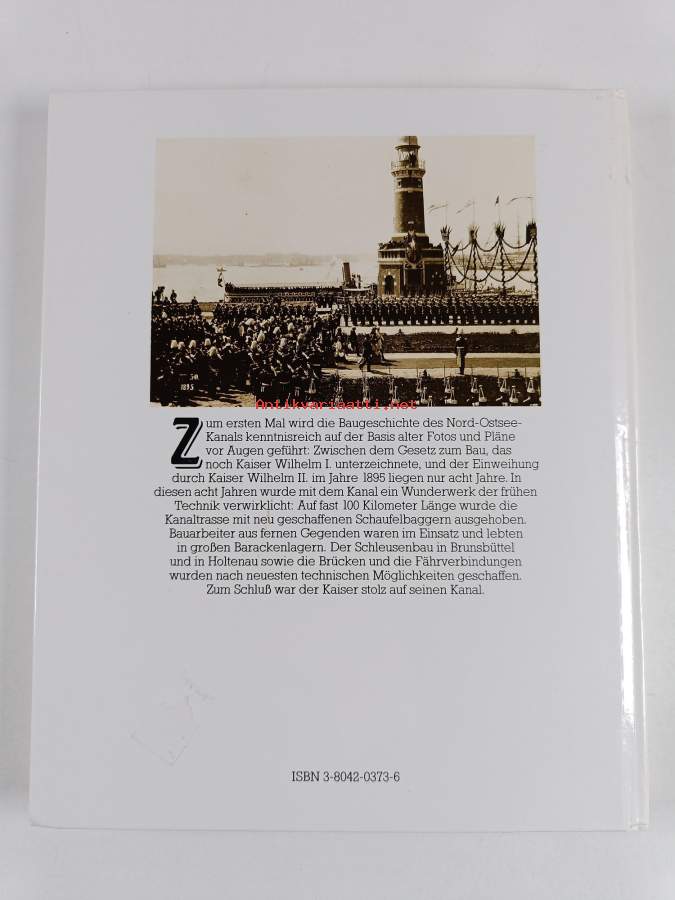 1895
Antikvariaatti.net
Zum ersten Mal wird die Baugeschichte des Nord-Ostsee-
Kanals kenntnisreich auf der Basis alter Fotos und Pläne
vor Augen geführt: Zwischen dem Gesetz zum Bau, das
noch Kaiser Wilhelm I. unterzeichnete, und der Einweihung
durch Kaiser Wilhelm II. im Jahre 1895 liegen nur acht Jahre. In
diesen acht Jahren wurde mit dem Kanal ein Wunderwerk der frühen
Technik verwirklicht: Auf fast 100 Kilometer Länge wurde die
Kanaltrasse mit neu geschaffenen Schaufelbaggern ausgehoben.
Bauarbeiter aus fernen Gegenden waren im Einsatz und lebten
in großen Barackenlagern. Der Schleusenbau in Brunsbüttel
und in Holtenau sowie die Brücken und die Fährverbindungen
wurden nach neuesten technischen Möglichkeiten geschaffen.
Zum Schluß war der Kaiser stolz auf seinen Kanal.
ISBN 3-8042-0373-6